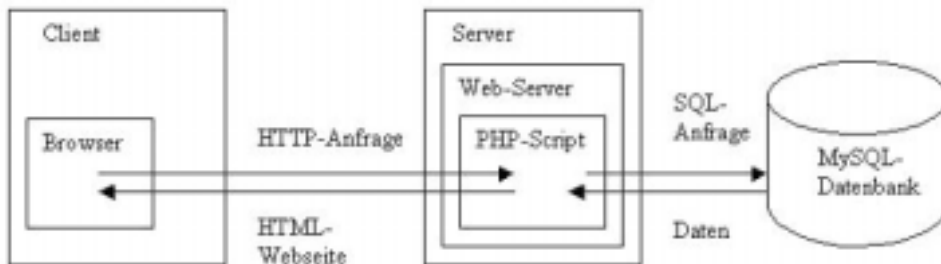 Client
Browser
HTTP-Anfrage
HTML-
Webseite
Server
Web-Server
PHP-Script
SQL-
Anfrage
Daten
MySQL-
Datenbank